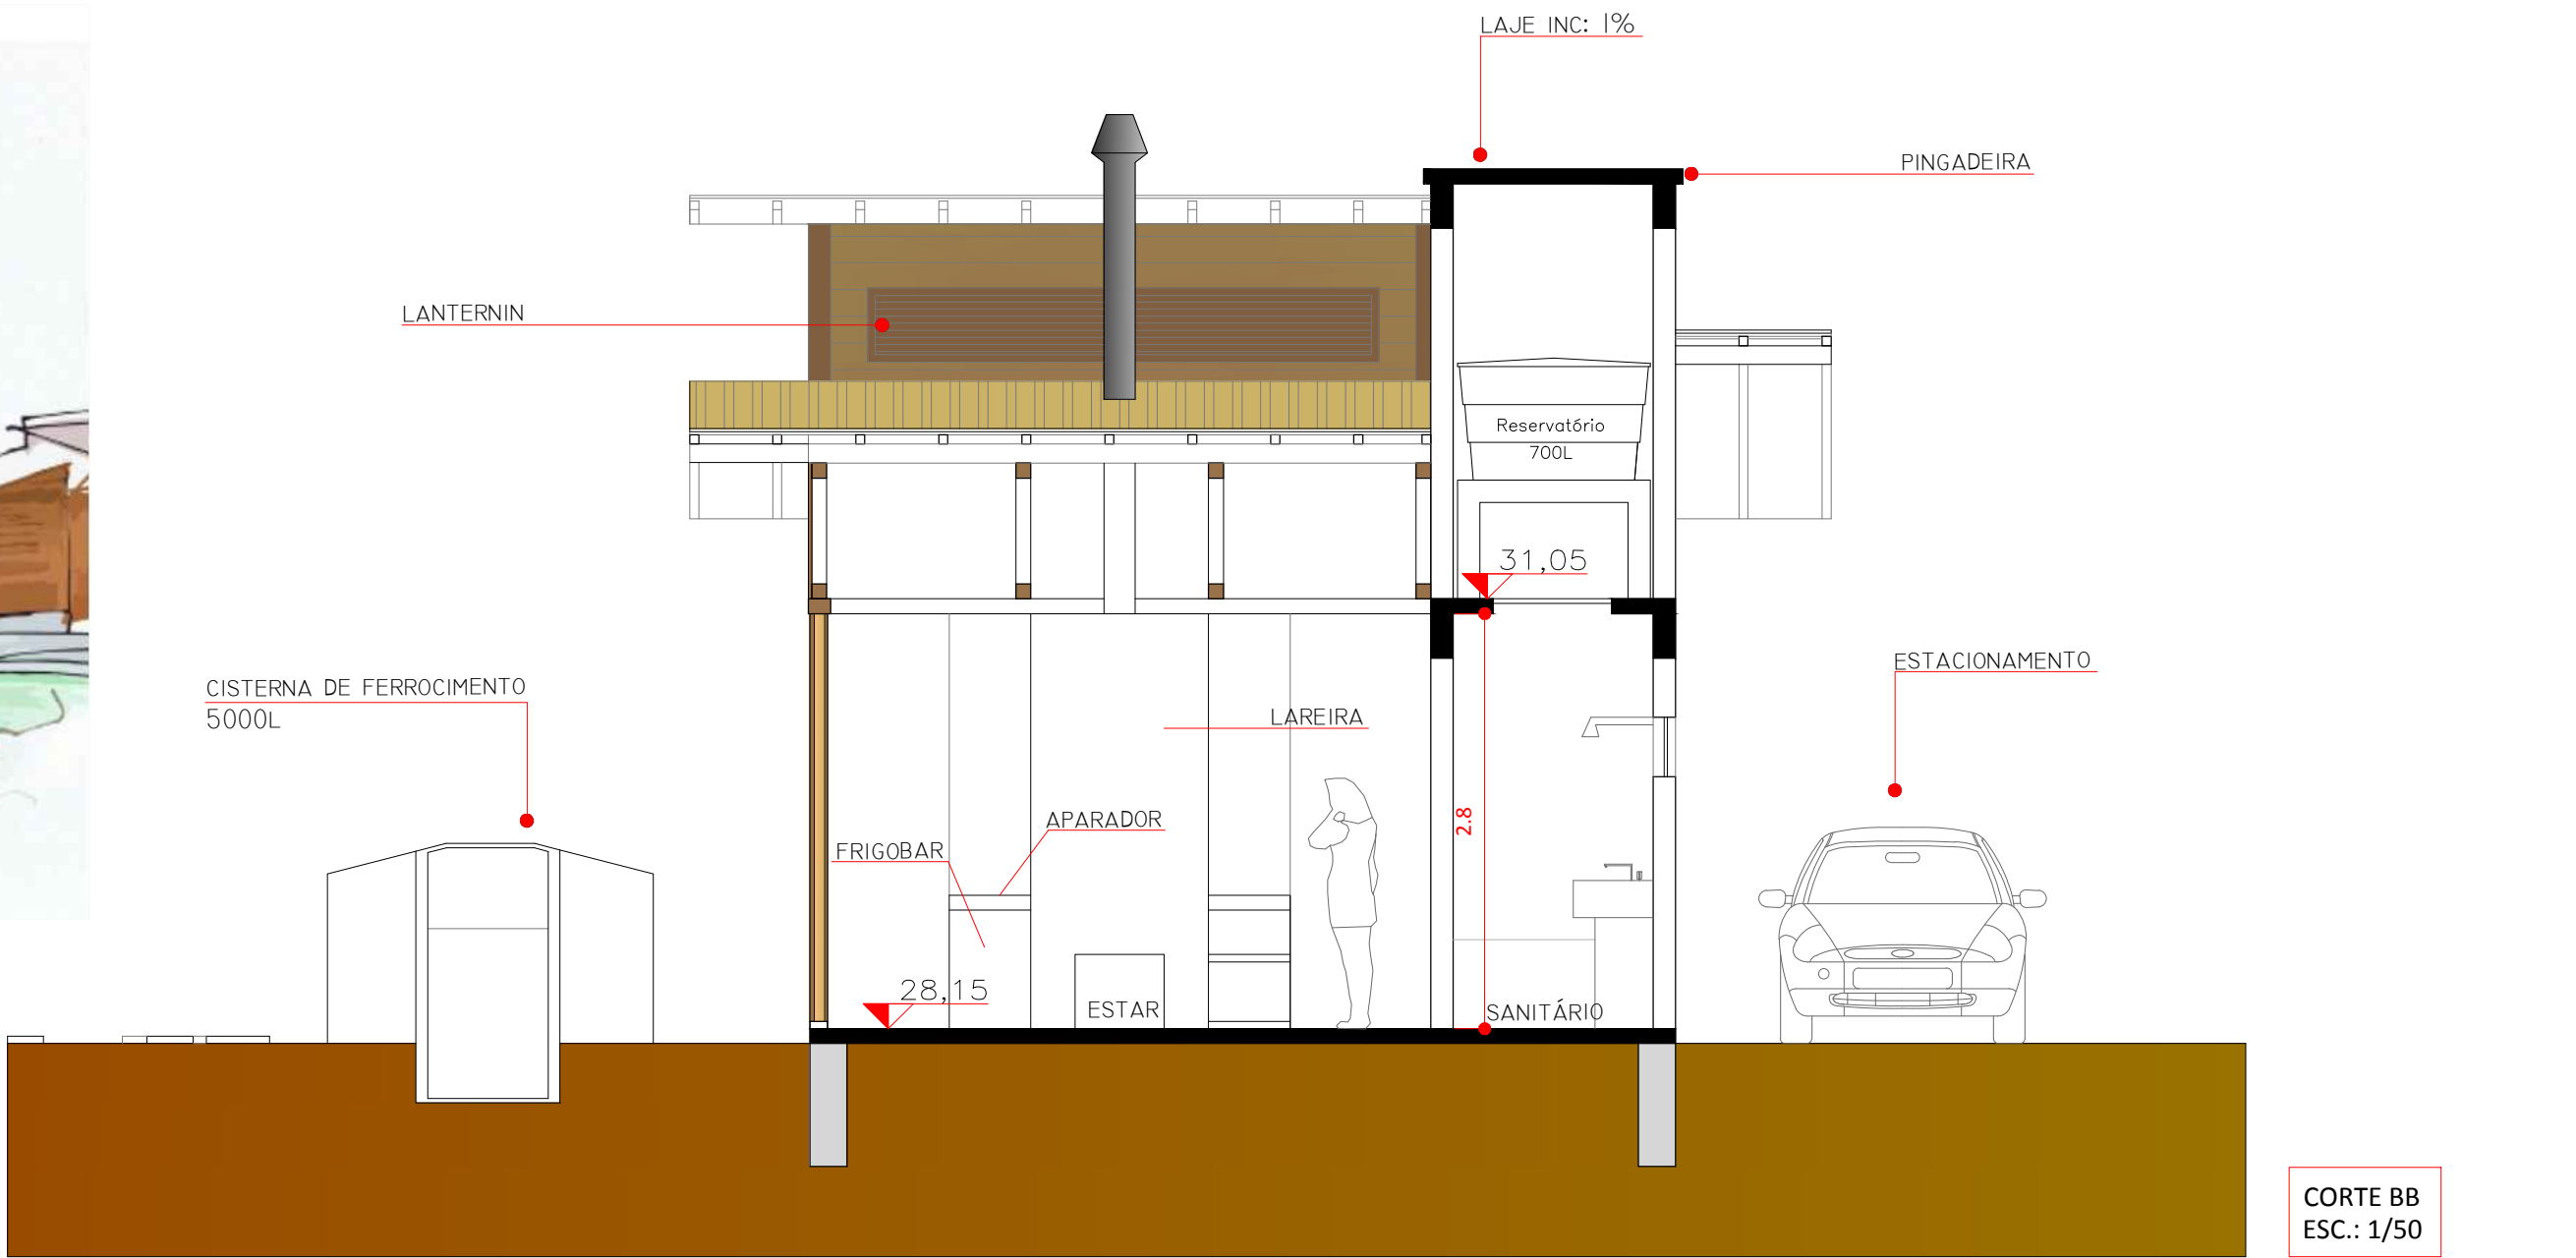 LAJE INC: 1%
PINGADEIRA
LANTERNIN
Reservatório
700L
31,05
ESTACIONAMENTO
CISTERNA DE FERROCIMENTO
5000L
LAREIRA
2.8
APARADOR
FRIGOBAR
28,15
ESTAR
SANITÁRIO
CORTE BB
ESC.: 1/50